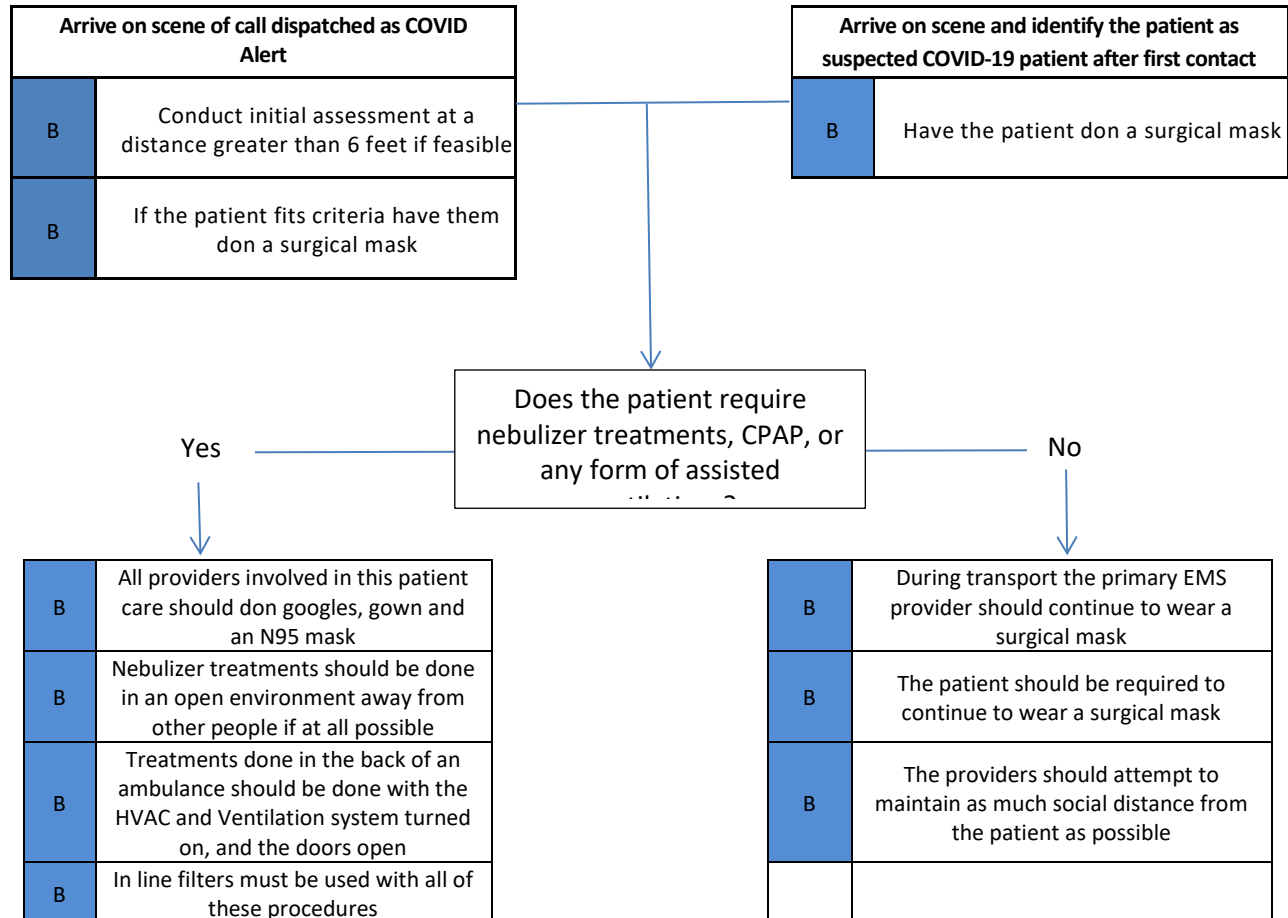 Arrive on scene of call dispatched as COVID
Alert
B
Conduct initial assessment at a
distance greater than 6 feet if feasible
B
If the patient fits criteria have them
don a surgical mask
Arrive on scene and identify the patient as
suspected COVID-19 patient after first contact
B
Have the patient don a surgical mask
Does the patient require
nebulizer treatments, CPAP, or
any form of assisted
Yes
No
B
All providers involved in this patient
care should don googles, gown and
an N95 mask
B
Nebulizer treatments should be done
in an open environment away from
other people if at all possible
B
Treatments done in the back of an
ambulance should be done with the
HVAC and Ventilation system turned
on, and the doors open
B
In line filters must be used with all of
these procedures
B
During transport the primary EMS
provider should continue to wear a
surgical mask
B
The patient should be required to
continue to wear a surgical mask
B
The providers should attempt to
maintain as much social distance from
the patient as possible